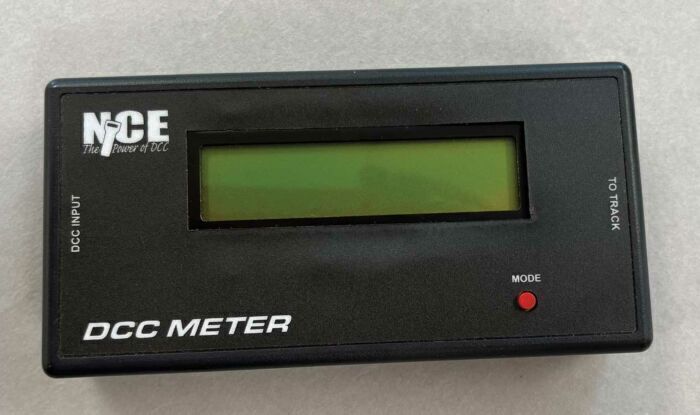 NCE
The Power of DCC
DCC INPUT
TO TRACK
MODE
DCC METER